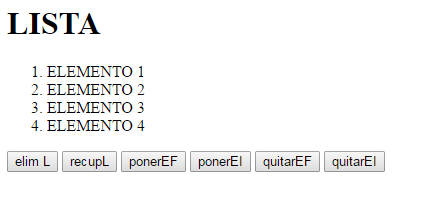 LISTA
1. ELEMENTO 1
2. ELEMENTO 2
3. ELEMENTO 3
4. ELEMENTO 4
elim L recupL ponerEF ponerEI quitarEF quitarEI